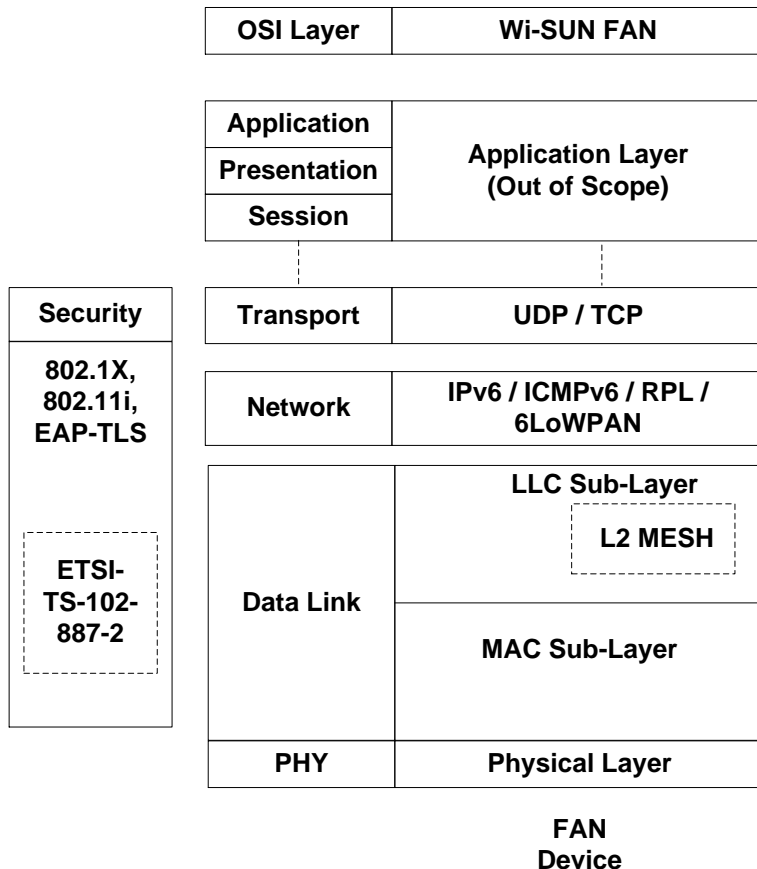 OSI Layer
Wi-SUN FAN
Application
Presentation
Session
Application Layer
(Out of Scope)
Security
802.1X,
802.11i,
EAP-TLS
ETSI-
TS-102-
887-2
Transport
UDP / TCP
Network
IPv6 / ICMPv6 / RPL /
6LoWPAN
Data Link
LLC Sub-Layer
L2 MESH
MAC Sub-Layer
PHY
Physical Layer
FAN
Device